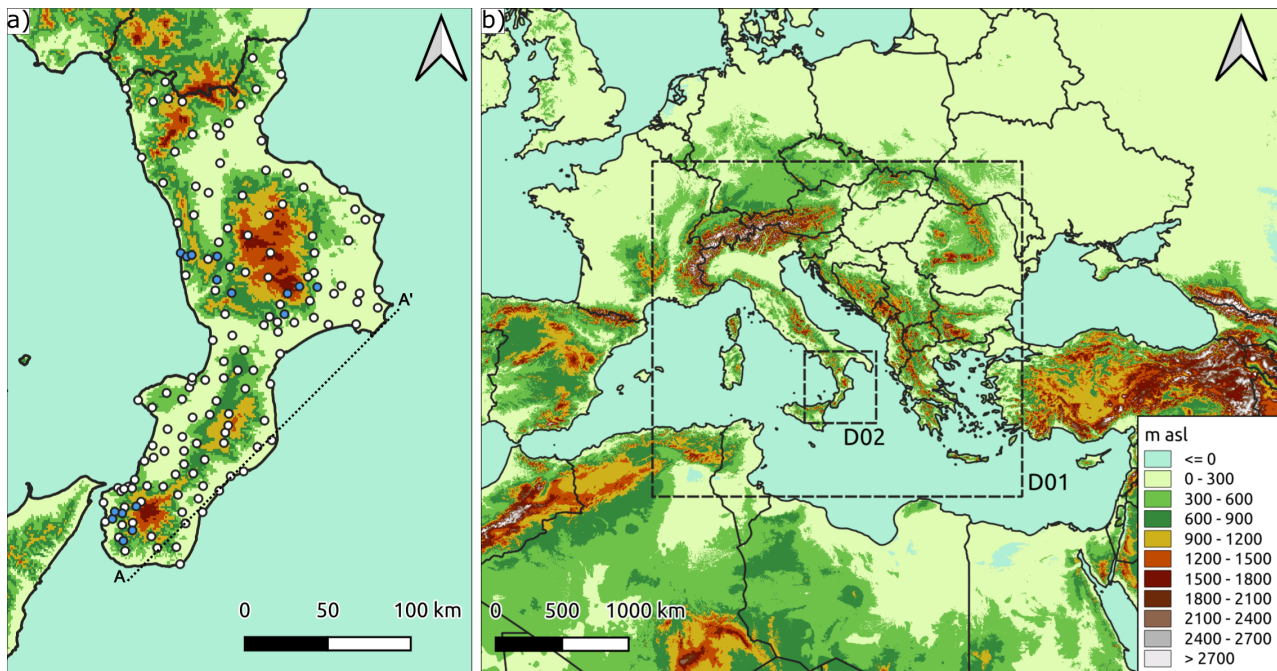 a)
A'
A
0 50 100 km
b)
D02
D01
0 500 1000 km
m asl
<= 0
0 - 300
300 - 600
600 - 900
900 - 1200
1200 - 1500
1500 - 1800
1800 - 2100
2100 - 2400
2400 - 2700
> 2700